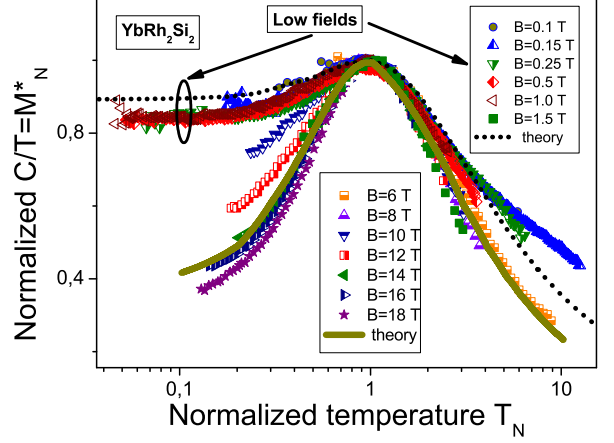 YbRh₂Si₂
Low fields
B=0.1 T
B=0.15 T
B=0.25 T
B=0.5 T
B=1.0 T
B=1.5 T
theory
Normalized C/T=M*N
0,8
0,4
B=6 T
B=8 T
B=10 T
B=12 T
B=14 T
B=16 T
B=18 T
theory
0,1
1
10
Normalized temperature T_N